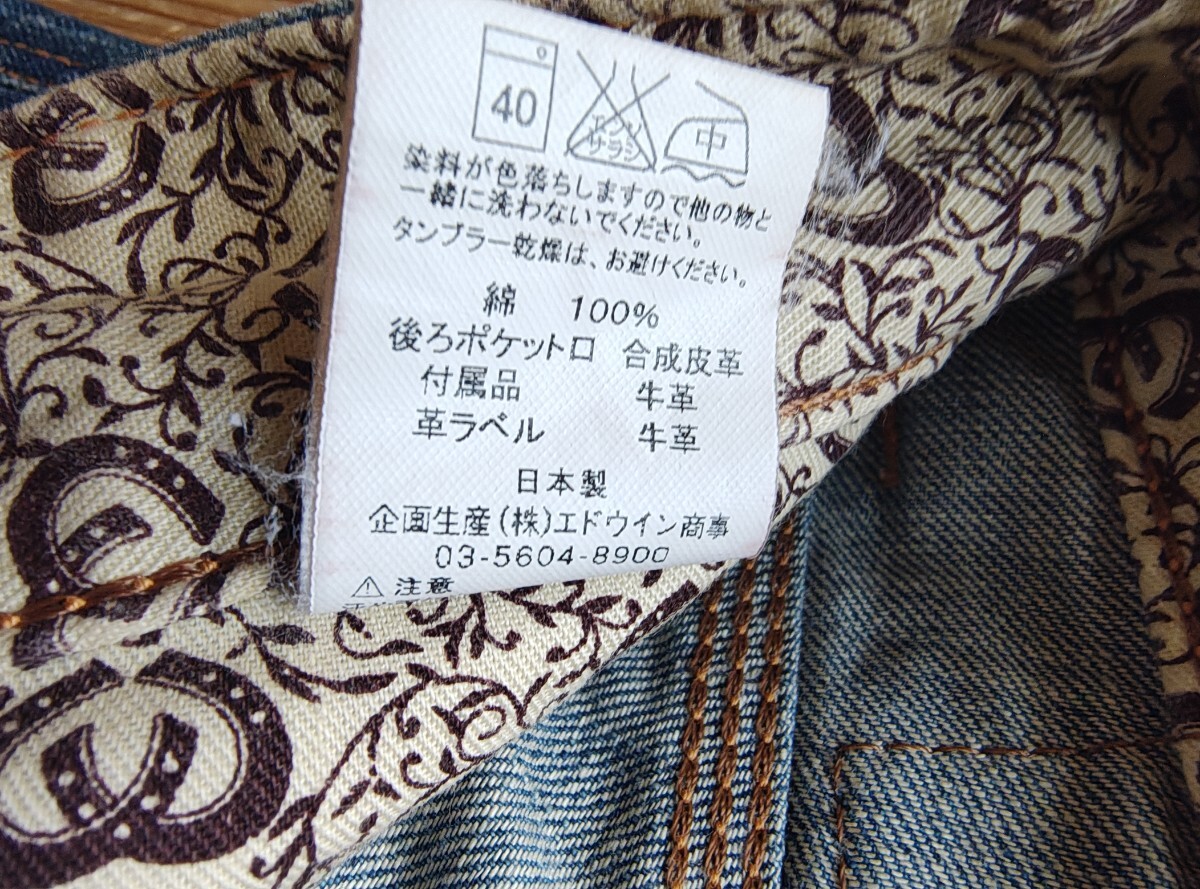 40
エンソ
サラシ
中
染料が色落ちしますので他の物と
一緒に洗わないでください。
タンブラー乾燥は、お避けください。
綿 100%
後ろポケット口 合成皮革
付属品 牛革
革ラベル 牛革
日本製
企画生産(株)エドウイン商事
03-5604-8900
⚠注意